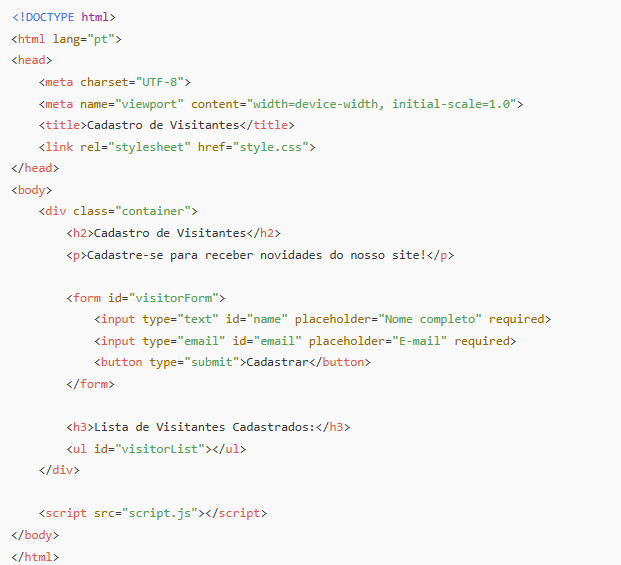 <!DOCTYPE html>
<html lang="pt">
<head>
    <meta charset="UTF-8">
    <meta name="viewport" content="width=device-width, initial-scale=1.0">
    <title>Cadastro de Visitantes</title>
    <link rel="stylesheet" href="style.css">
</head>
<body>
    <div class="container">
        <h2>Cadastro de Visitantes</h2>
        <p>Cadastre-se para receber novidades do nosso site!</p>

        <form id="visitorForm">
            <input type="text" id="name" placeholder="Nome completo" required>
            <input type="email" id="email" placeholder="E-mail" required>
            <button type="submit">Cadastrar</button>
        </form>

        <h3>Lista de Visitantes Cadastrados:</h3>
        <ul id="visitorList"></ul>
    </div>

    <script src="script.js"></script>
</body>
</html>